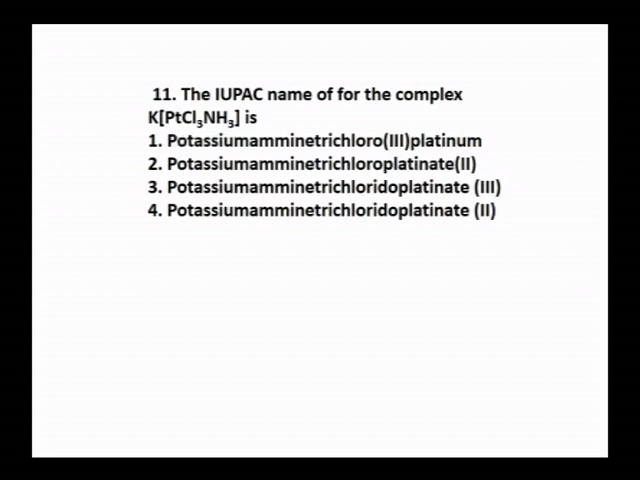 11. The IUPAC name of for the complex
K[PtCl₃NH₃] is
1. Potassiumamminetrichloro(III)platinum
2. Potassiumamminetrichloroplatinate(II)
3. Potassiumamminetrichloridoplatinate (III)
4. Potassiumamminetrichloridoplatinate (II)